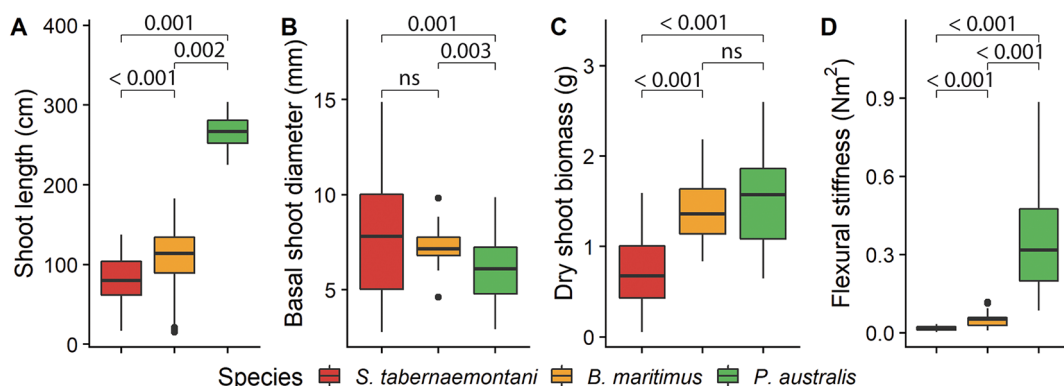 A
Shoot length (cm)
400
300
200
100
0
0.001
0.002
< 0.001
B
Basal shoot diameter (mm)
15
10
5
0.001
0.003
ns
C
Dry shoot biomass (g)
3
2
1
0
< 0.001
ns
< 0.001
D
Flexural stiffness (Nm²)
0.9
0.6
0.3
0.0
< 0.001
< 0.001
< 0.001
Species S. tabernaemontani B. maritimus P. australis